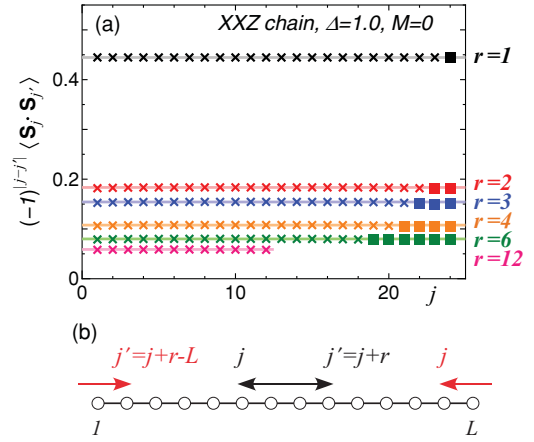 (a) XXZ chain, Δ=1.0, M=0
r=1
0.4
r=2
r=3
0.2
r=4
r=6
r=12
0
0 10 20 j
(-1)^{|j-j'|} ⟨S_j · S_{j'}⟩
(b)
j'=j+r-L j j'=j+r j
1 L